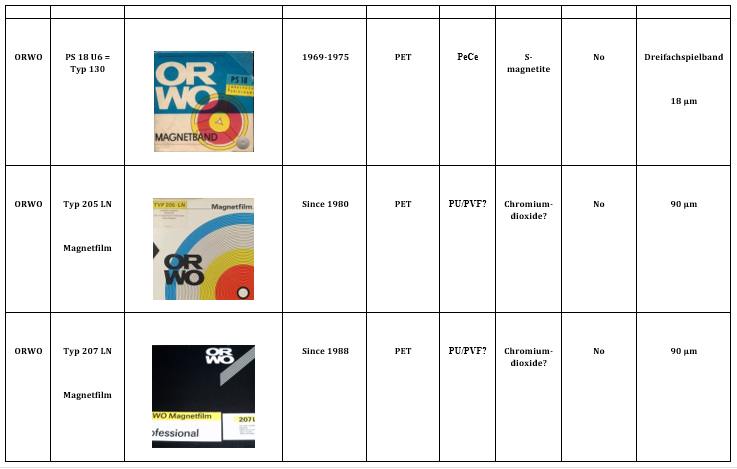 ORWO
PS 18 U6 =
Typ 130
OR
WO
PS 18
MAGNETBAND
1969-1975
PET
PeCe
S-
magnetite
No
Dreifachspielband
18 µm
ORWO
Typ 205 LN
Magnetfilm
TYP 205 LN
Magnetfilm
OR
WO
Since 1980
PET
PU/PVF?
Chromium-
dioxide?
No
90 µm
ORWO
Typ 207 LN
Magnetfilm
OR
WO
WO Magnetfilm
ofessional
207 L
Since 1988
PET
PU/PVF?
Chromium-
dioxide?
No
90 µm